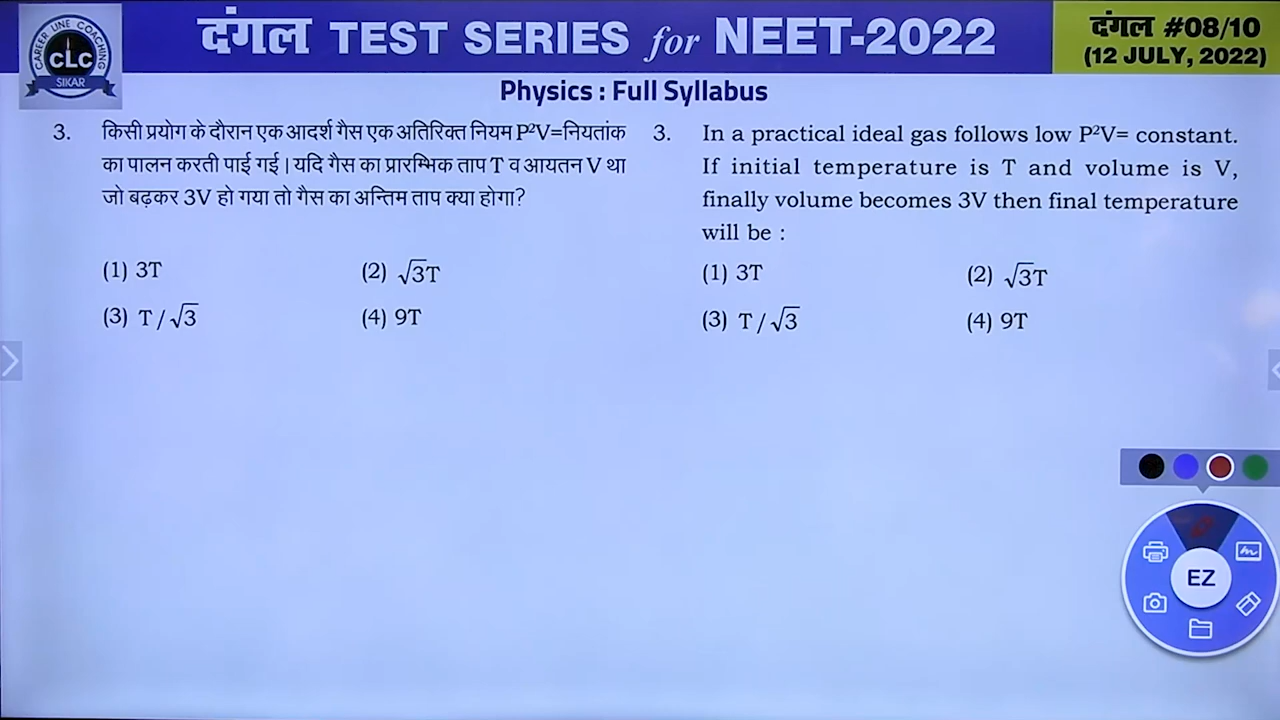 CAREER LINE COACHING
CLC
SIKAR
दंगल TEST SERIES for NEET-2022
दंगल #08/10
(12 JULY, 2022)
Physics : Full Syllabus
3. किसी प्रयोग के दौरान एक आदर्श गैस एक अतिरिक्त नियम P²V=नियतांक
का पालन करती पाई गई। यदि गैस का प्रारम्भिक ताप T व आयतन V था
जो बढ़कर 3V हो गया तो गैस का अन्तिम ताप क्या होगा?
(1) 3T
(2) √3T
(3) T/√3
(4) 9T
3. In a practical ideal gas follows low P²V= constant.
If initial temperature is T and volume is V,
finally volume becomes 3V then final temperature
will be :
(1) 3T
(2) √3T
(3) T/√3
(4) 9T
EZ